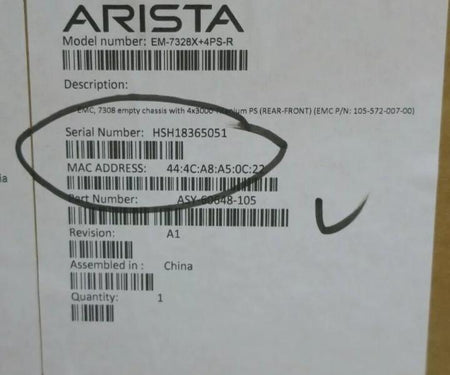 ARISTA
Model number: EM-7328X+4PS-R
Description:
EMC, 7308 empty chassis with 4x3000 Titanium PS (REAR-FRONT) (EMC P/N: 105-572-007-00)
Serial Number: HSH18365051
MAC ADDRESS: 44:4C:A8:A5:0C:22
Part Number: ASY-60648-105
Revision: A1
Assembled in : China
Quantity: 1